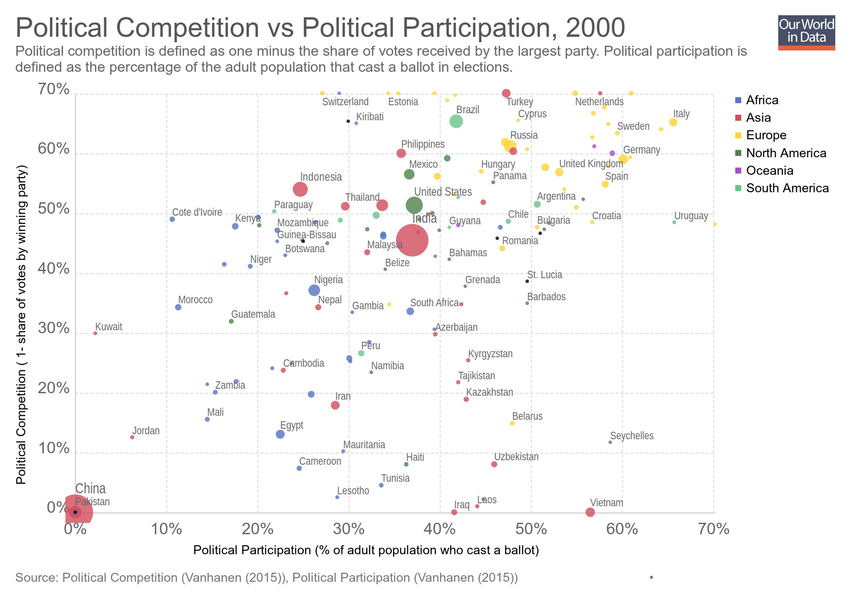 Political Competition vs Political Participation, 2000
Our World
in Data
Political competition is defined as one minus the share of votes received by the largest party. Political participation is
defined as the percentage of the adult population that cast a ballot in elections.
70%
Switzerland
Estonia
Turkey
Netherlands
Africa
Kiribati
Brazil
Cyprus
Italy
Asia
Russia
Sweden
Europe
60%
Philippines
Germany
North America
Mexico
Hungary
United Kingdom
Oceania
Indonesia
Panama
Spain
South America
Thailand
United States
Argentina
50%
Cote d'Ivoire
Paraguay
India
Chile
Croatia
Uruguay
Kenya
Mozambique
Guyana
Bulgaria
Guinea-Bissau
Romania
Botswana
Malaysia
Bahamas
40%
Niger
Belize
St. Lucia
Nigeria
Grenada
Morocco
Nepal
Gambia
South Africa
Barbados
30%
Kuwait
Guatemala
Azerbaijan
Peru
Kyrgyzstan
Cambodia
Namibia
Tajikistan
20%
Zambia
Iran
Kazakhstan
Mali
Belarus
10%
Jordan
Egypt
Mauritania
Seychelles
Cameroon
Haiti
Uzbekistan
Tunisia
China
Lesotho
Laos
Pakistan
Iraq
Vietnam
0%
0%
10%
20%
30%
40%
50%
60%
70%
Political Competition ( 1- share of votes by winning party)
Political Participation (% of adult population who cast a ballot)
Source: Political Competition (Vanhanen (2015)), Political Participation (Vanhanen (2015))